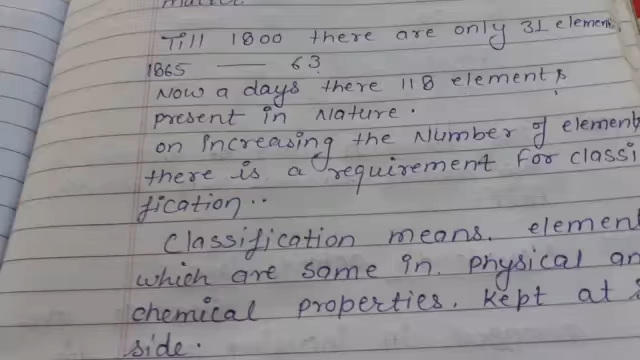 Till 1800 there are only 31 element
1865 — 63
Now a days there 118 elements
present in Nature.
on increasing the Number of element
there is a requirement for classi
fication..
Classification means. element
which are same in. physical an
chemical properties. Kept at
side.